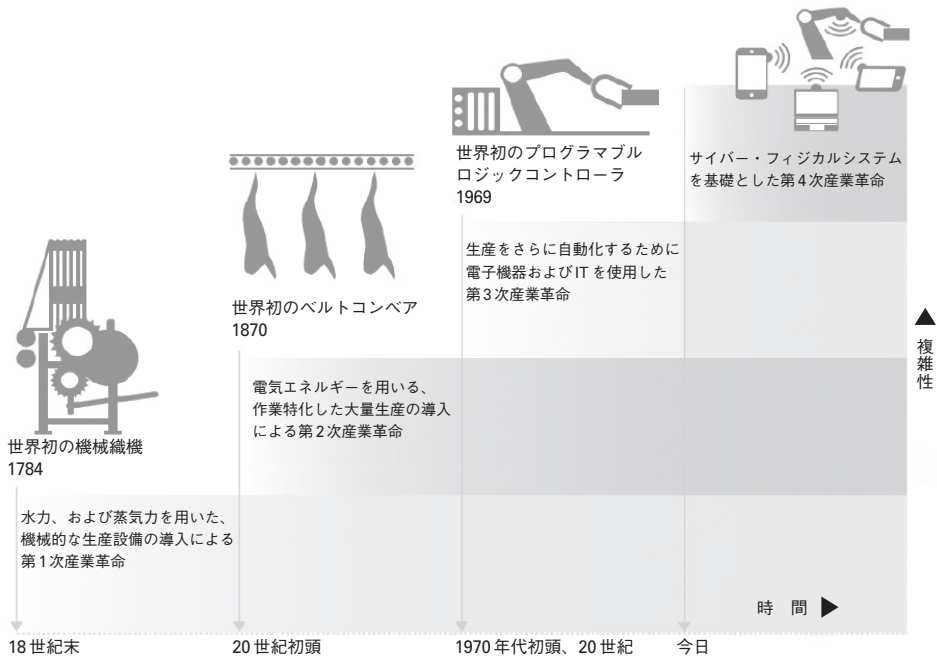 世界初の機械織機
1784
水力、および蒸気力を用いた、
機械的な生産設備の導入による
第1次産業革命
18世紀末
世界初のベルトコンベア
1870
電気エネルギーを用いる、
作業特化した大量生産の導入
による第2次産業革命
20世紀初頭
世界初のプログラマブル
ロジックコントローラ
1969
生産をさらに自動化するために
電子機器およびITを使用した
第3次産業革命
1970年代初頭、20世紀
サイバー・フィジカルシステム
を基礎とした第4次産業革命
今日
▲
複雑性
時 間 ▶